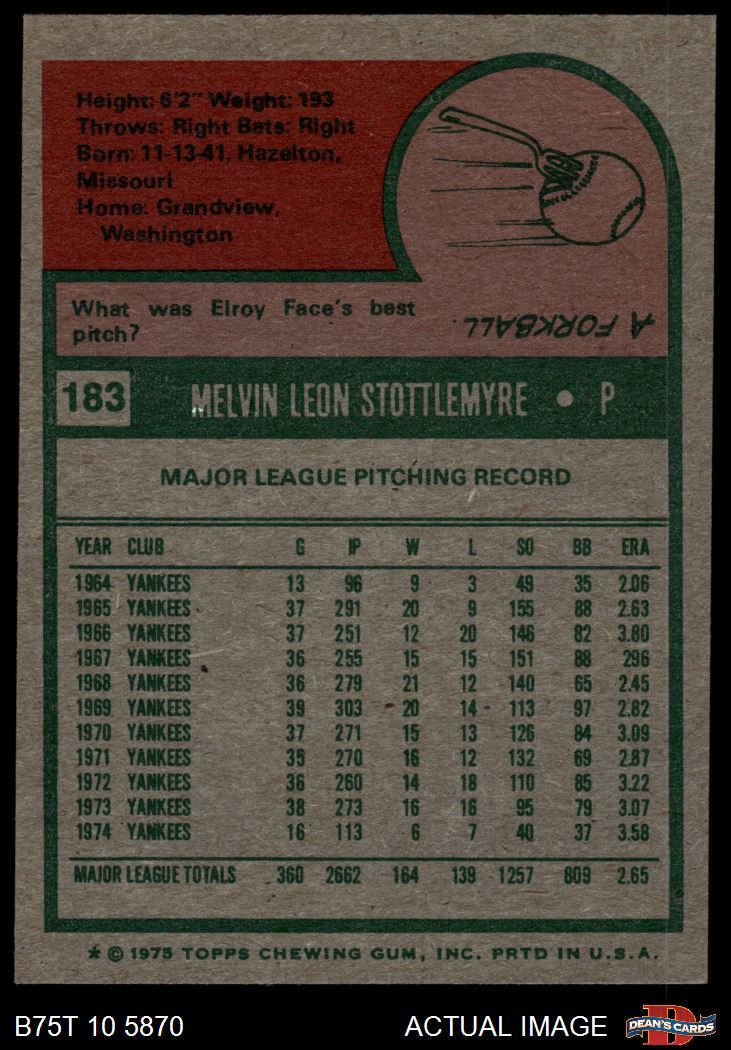 Height: 6'2" Weight: 193
Throws: Right Bats: Right
Born: 11-13-41, Hazelton,
Missouri
Home: Grandview,
Washington
What was Elroy Face's best
pitch?
A FORKBALL.
183 MELVIN LEON STOTTLEMYRE • P
MAJOR LEAGUE PITCHING RECORD
YEAR CLUB G IP W L SO BB ERA
1964 YANKEES 13 96 9 3 49 35 2.06
1965 YANKEES 37 291 20 9 155 88 2.63
1966 YANKEES 37 251 12 20 146 82 3.80
1967 YANKEES 36 255 15 15 151 88 296
1968 YANKEES 36 279 21 12 140 65 2.45
1969 YANKEES 39 303 20 14 113 97 2.82
1970 YANKEES 37 271 15 13 126 84 3.09
1971 YANKEES 35 270 16 12 132 69 2.87
1972 YANKEES 36 260 14 18 110 85 3.22
1973 YANKEES 38 273 16 16 95 79 3.07
1974 YANKEES 16 113 6 7 40 37 3.58
MAJOR LEAGUE TOTALS 360 2662 164 139 1257 809 2.65
* © 1975 TOPPS CHEWING GUM, INC. PRTD IN U.S.A.
B75T 10 5870 ACTUAL IMAGE D DEAN'S CARDS